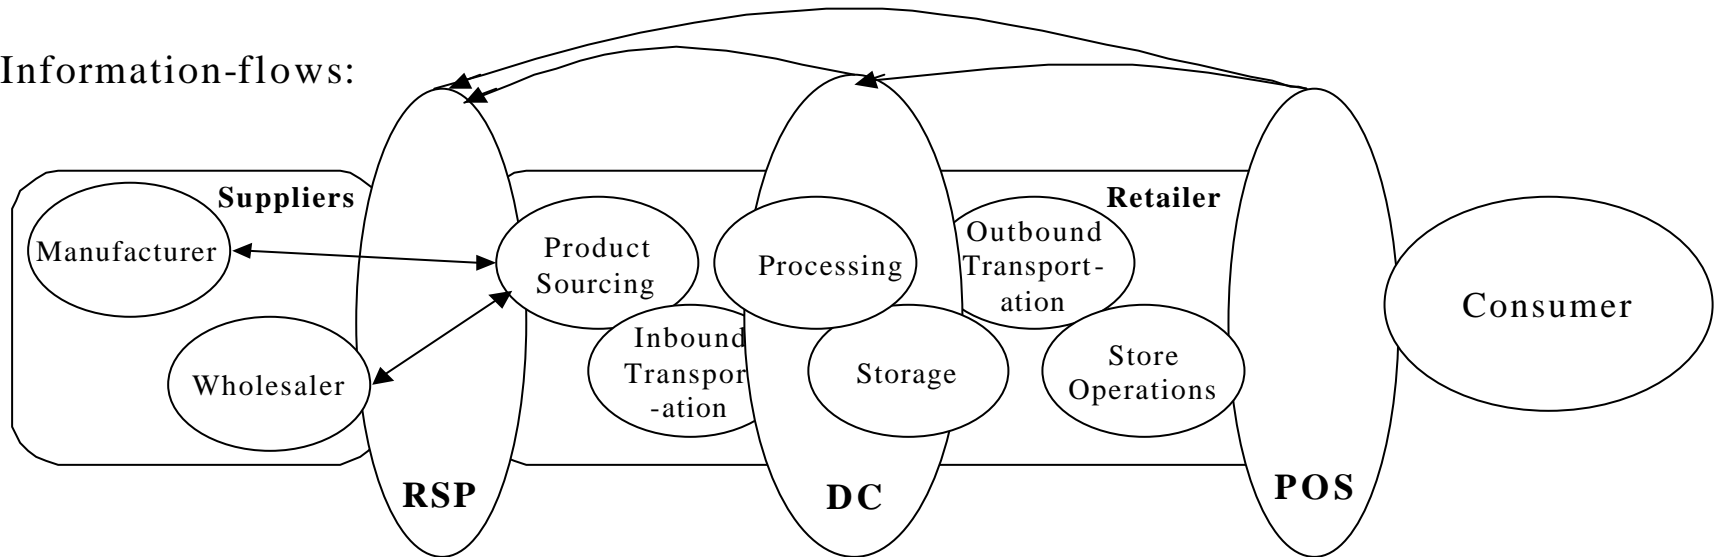 Information-flows:
Suppliers
Manufacturer
Wholesaler
RSP
Product
Sourcing
Inbound
Transpor
-ation
Processing
Storage
DC
Retailer
Outbound
Transport-
ation
Store
Operations
POS
Consumer